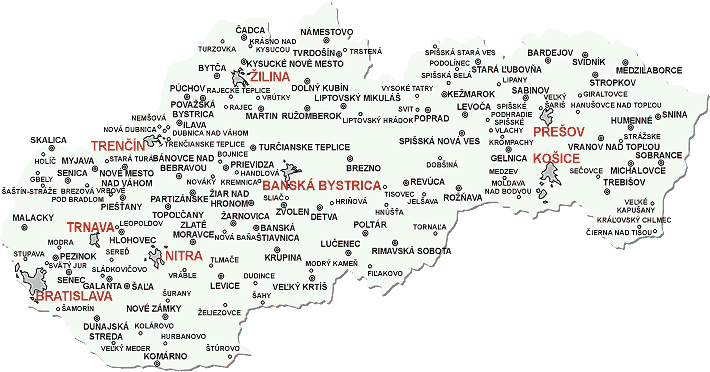 ČADCA
NÁMESTOVO
KRÁSNO NAD
KYSUCOU
TURZOVKA
TVRDOŠÍN
TRSTENÁ
SPIŠSKÁ STARÁ VES
BARDEJOV
SVIDNÍK
KYSUCKÉ NOVÉ MESTO
PODOLÍNEC
STARÁ ĽUBOVŇA
MEDZILABORCE
BYTČA
ŽILINA
SPIŠSKÁ BELÁ
LIPANY
STROPKOV
PÚCHOV
RAJECKÉ TEPLICE
DOLNÝ KUBÍN
VYSOKÉ TATRY
KEŽMAROK
SABINOV
GIRALTOVCE
POVAŽSKÁ
BYSTRICA
VRÚTKY
LIPTOVSKÝ MIKULÁŠ
VEĽKÝ
ŠARIŠ
HANUŠOVCE NAD TOPĽOU
RAJEC
MARTIN
RUŽOMBEROK
SVIT
POPRAD
LEVOČA
SPIŠSKÉ
PODHRADIE
SNINA
NEMŠOVÁ
ILAVA
LIPTOVSKÝ HRÁDOK
SPIŠSKÉ
VLACHY
PREŠOV
HUMENNÉ
NOVÁ DUBNICA
DUBNICA NAD VÁHOM
SPIŠSKÁ NOVÁ VES
KROMPACHY
STRÁŽSKE
SKALICA
TRENČÍN
TRENČIANSKE TEPLICE
TURČIANSKE TEPLICE
VRANOV NAD TOPĽOU
HOLÍČ
MYJAVA
STARÁ TURÁ
BÁNOVCE NAD
BEBRAVOU
BOJNICE
PRIEVIDZA
BREZNO
DOBŠINÁ
GELNICA
KOŠICE
SOBRANCE
GBELY
SENICA
NOVÉ MESTO
NAD VÁHOM
HANDLOVÁ
MEDZEV
SEČOVCE
MICHALOVCE
ŠAŠTÍN-STRÁŽE
BREZOVÁ
POD BRADLOM
VRBOVÉ
NOVÁKY
KREMNICA
BANSKÁ BYSTRICA
REVÚCA
MOLDAVA
NAD BODVOU
TREBIŠOV
PIEŠŤANY
PARTIZÁNSKE
ŽIAR NAD
HRONOM
SLIAČ
TISOVEC
JELŠAVA
ROŽŇAVA
MALACKY
TOPOĽČANY
ZVOLEN
HRIŇOVÁ
HNÚŠŤA
VEĽKÉ
KAPUŠANY
TRNAVA
LEOPOLDOV
ZLATÉ
MORAVCE
ŽARNOVICA
DETVA
POLTÁR
TORNAĽA
KRÁĽOVSKÝ CHLMEC
HLOHOVEC
NOVÁ BAŇA
BANSKÁ
ŠTIAVNICA
ČIERNA NAD TISOU
STUPAVA
MODRA
PEZINOK
SEREĎ
NITRA
KRUPINA
LUČENEC
RIMAVSKÁ SOBOTA
SVÄTÝ JUR
SLÁDKOVIČOVO
TLMAČE
MODRÝ KAMEŇ
FIĽAKOVO
SENEC
VRÁBLE
LEVICE
DUDINCE
BRATISLAVA
GALANTA
ŠAĽA
ŠURANY
VEĽKÝ KRTÍŠ
ŠAHY
ŠAMORÍN
NOVÉ ZÁMKY
ŽELIEZOVCE
DUNAJSKÁ
STREDA
KOLÁROVO
VEĽKÝ MEDER
HURBANOVO
KOMÁRNO
ŠTÚROVO